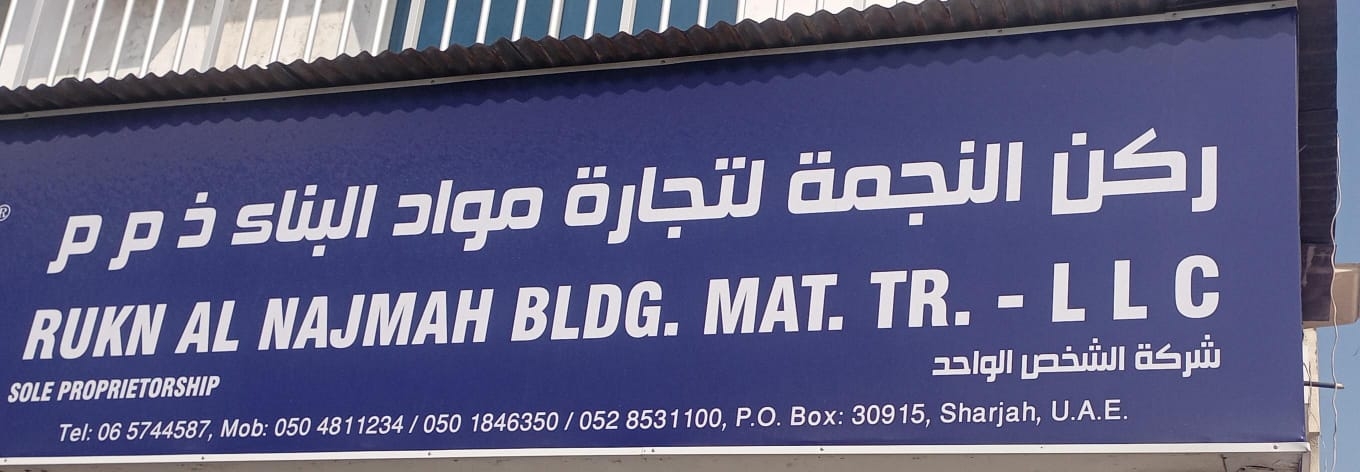 ®
ركن النجمة لتجارة مواد البناء ذ م م
RUKN AL NAJMAH BLDG. MAT. TR. - L L C
شركة الشخص الواحد
SOLE PROPRIETORSHIP
Tel: 06 5744587, Mob: 050 4811234 / 050 1846350 / 052 8531100, P.O. Box: 30915, Sharjah, U.A.E.